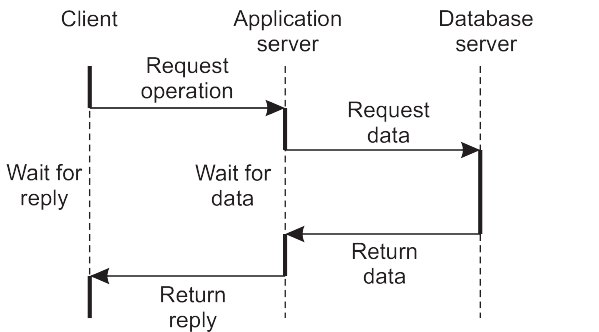 Client
Application
server
Database
server
Request
operation
Request
data
Wait for
reply
Wait for
data
Return
data
Return
reply